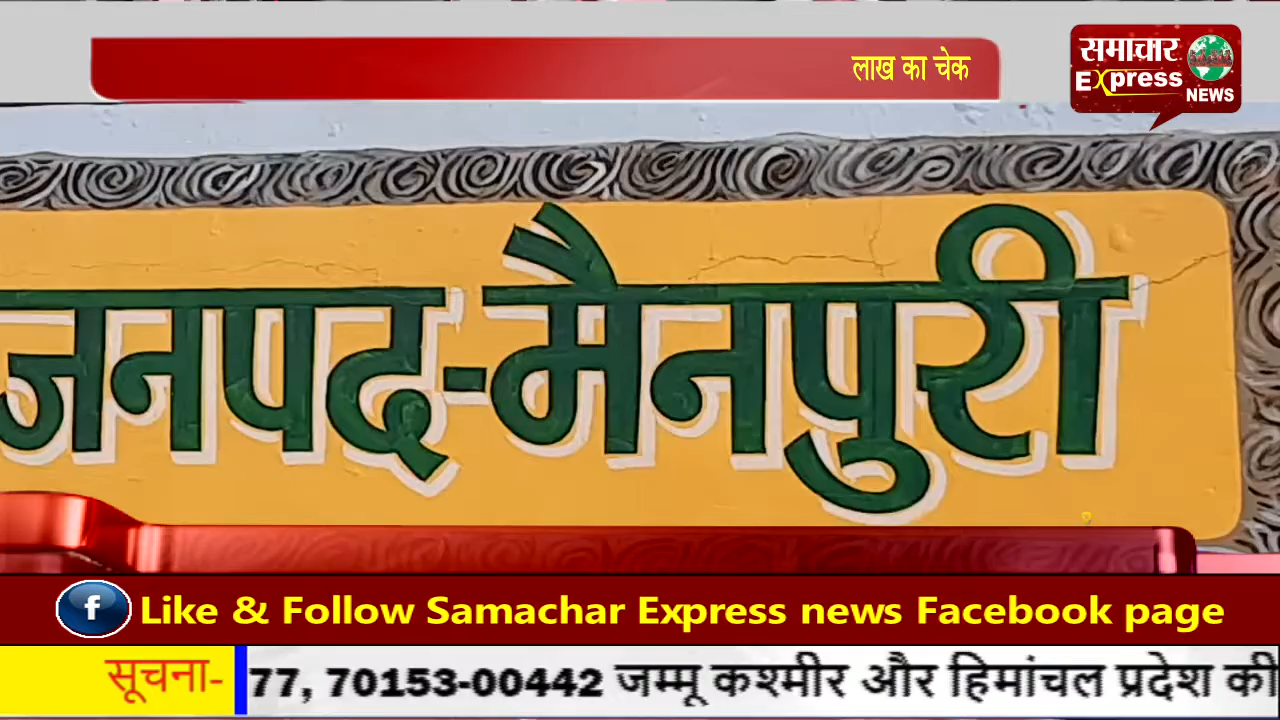 लाख का चेक
समाचार
Express
NEWS
जनपद-मैनपुरी
f Like & Follow Samachar Express news Facebook page
सूचना- 77, 70153-00442 जम्मू कश्मीर और हिमांचल प्रदेश की